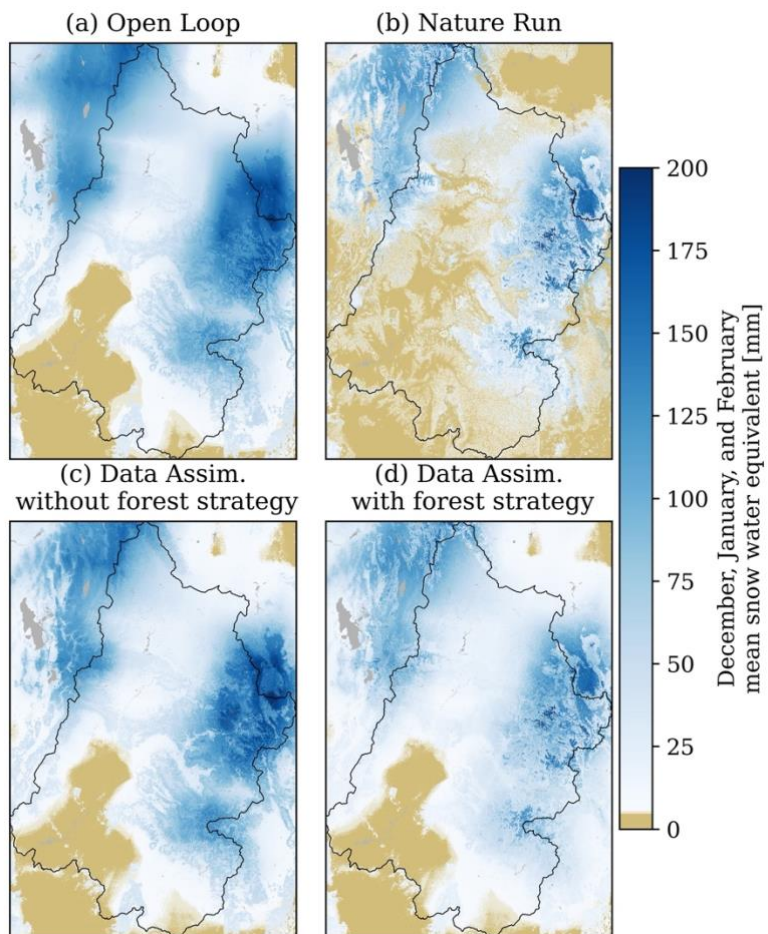 (a) Open Loop
(b) Nature Run
(c) Data Assim.
without forest strategy
(d) Data Assim.
with forest strategy
200
175
150
125
100
75
50
25
0
December, January, and February
mean snow water equivalent [mm]